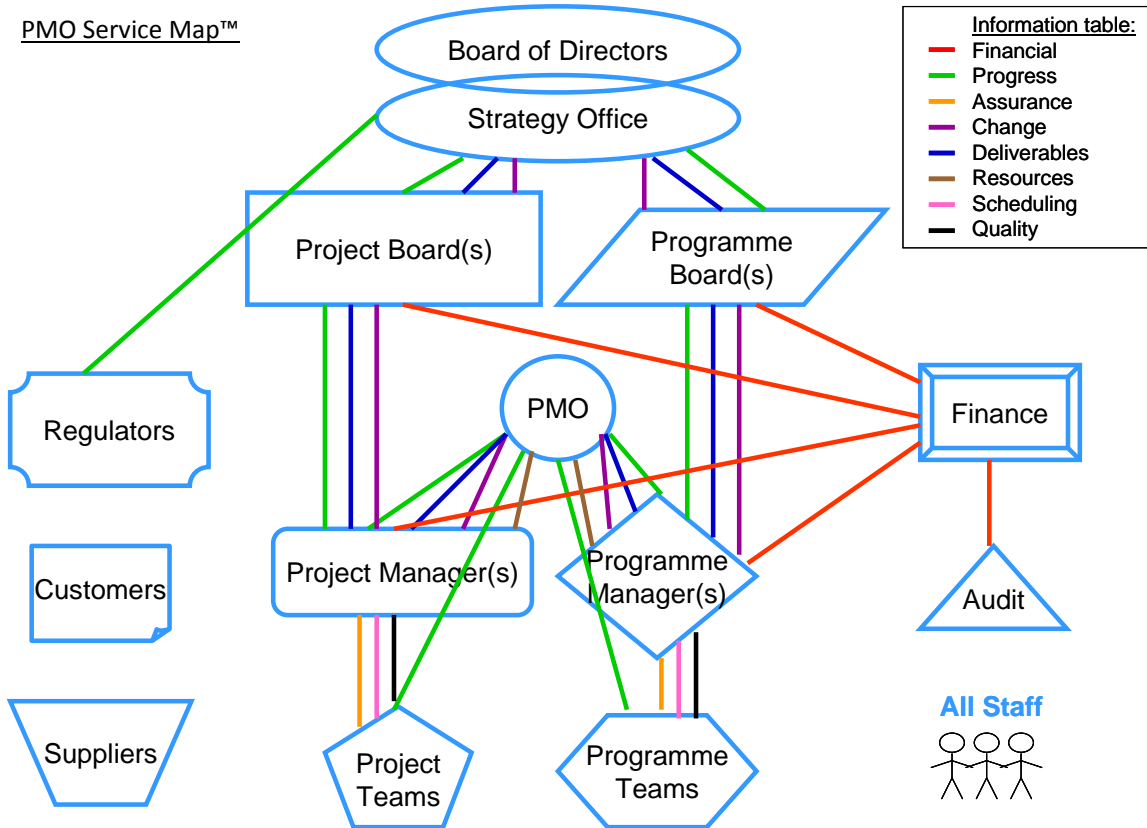 PMO Service Map™
Board of Directors
Strategy Office
Information table:
Financial
Progress
Assurance
Change
Deliverables
Resources
Scheduling
Quality
Project Board(s)
Programme
Board(s)
Regulators
PMO
Finance
Customers
Project Manager(s)
Programme
Manager(s)
Audit
Suppliers
Project
Teams
Programme
Teams
All Staff